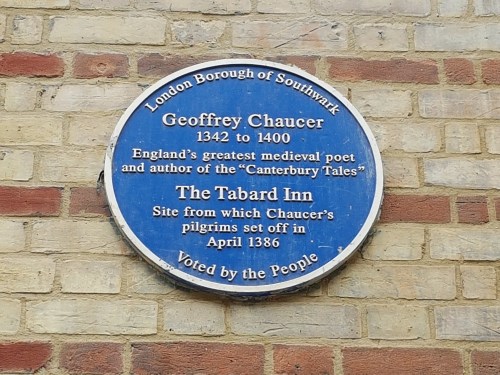 London Borough of Southwark
Geoffrey Chaucer
1342 to 1400
England's greatest medieval poet
and author of the "Canterbury Tales"
The Tabard Inn
Site from which Chaucer's
pilgrims set off in
April 1386
Voted by the People